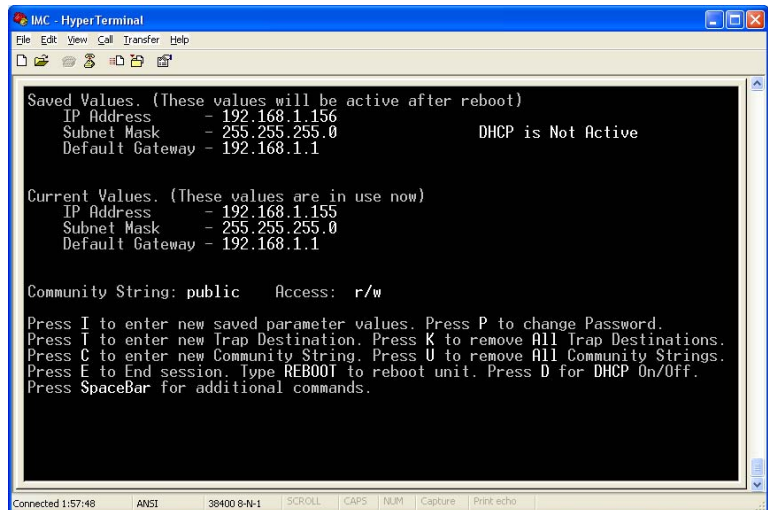 IMC - HyperTerminal
File Edit View Call Transfer Help
Saved Values. (These values will be active after reboot)
IP Address - 192.168.1.156
Subnet Mask - 255.255.255.0 DHCP is Not Active
Default Gateway - 192.168.1.1
Current Values. (These values are in use now)
IP Address - 192.168.1.155
Subnet Mask - 255.255.255.0
Default Gateway - 192.168.1.1
Community String: public Access: r/w
Press I to enter new saved parameter values. Press P to change Password.
Press T to enter new Trap Destination. Press K to remove All Trap Destinations.
Press C to enter new Community String. Press U to remove All Community Strings.
Press E to End session. Type REBOOT to reboot unit. Press D for DHCP On/Off.
Press SpaceBar for additional commands.
Connected 1:57:48 ANSI 38400 8-N-1 SCROLL CAPS NUM Capture Print echo